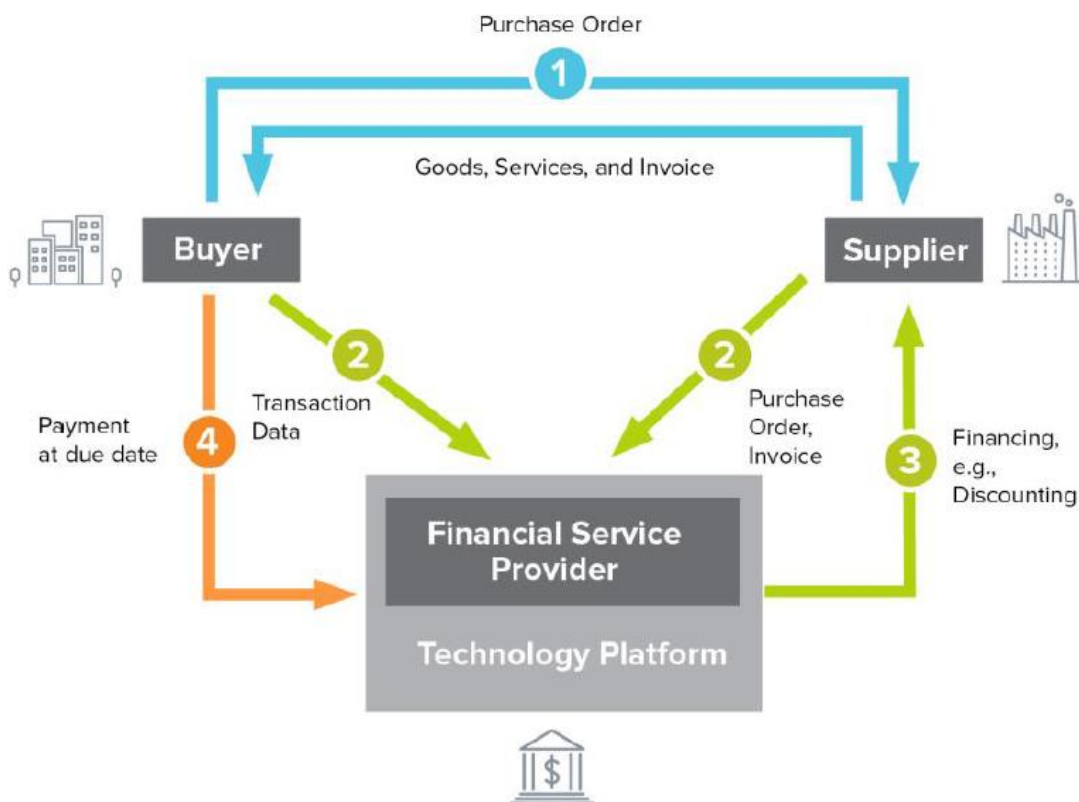 Purchase Order
1
Goods, Services, and Invoice
Buyer
Supplier
2
2
Transaction
Data
Purchase
Order,
Invoice
Payment
at due date
4
3
Financing,
e.g.,
Discounting
Financial Service
Provider
Technology Platform
$